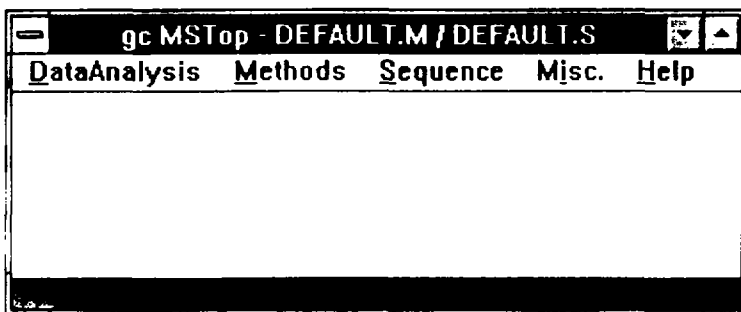 gc MSTop - DEFAULT.M / DEFAULT.S
DataAnalysis Methods Sequence Misc. Help